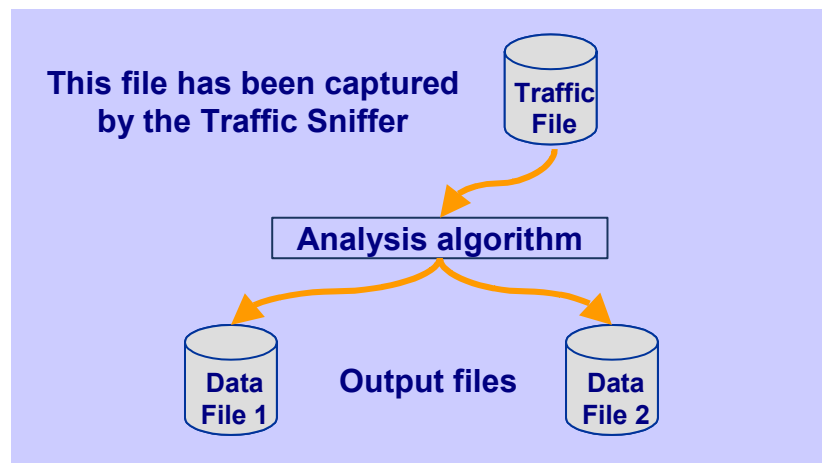 This file has been captured
by the Traffic Sniffer
Traffic
File
Analysis algorithm
Data
File 1
Output files
Data
File 2